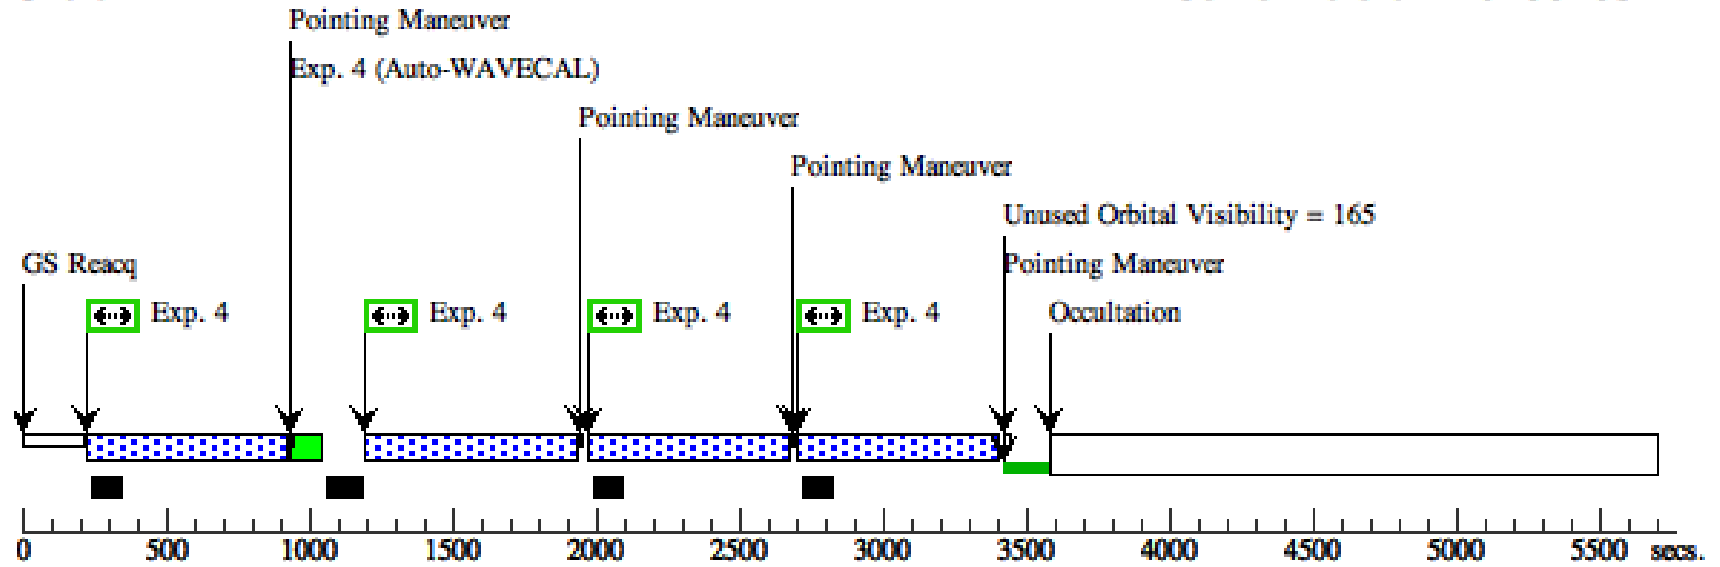 Pointing Maneuver
Exp. 4 (Auto-WAVECAL)
Pointing Maneuver
Pointing Maneuver
Unused Orbital Visibility = 165
GS Reacq
Pointing Maneuver
Exp. 4
Exp. 4
Exp. 4
Exp. 4
Occultation
0 500 1000 1500 2000 2500 3000 3500 4000 4500 5000 5500 secs.